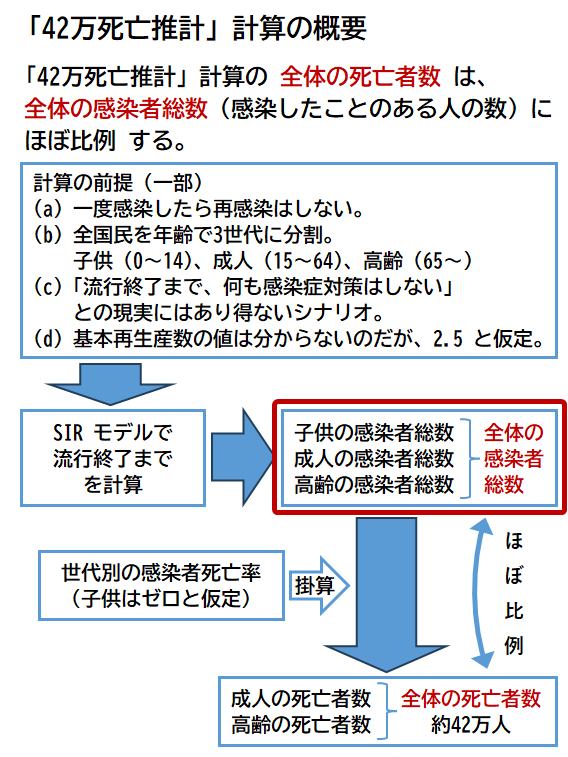 「42万死亡推計」計算の概要
「42万死亡推計」計算の 全体の死亡者数 は、
全体の感染者総数（感染したことのある人の数）に
ほぼ比例 する。
計算の前提（一部）
（a）一度感染したら再感染はしない。
（b）全国民を年齢で3世代に分割。
子供（0～14）、成人（15～64）、高齢（65～）
（c）「流行終了まで、何も感染症対策はしない」
との現実にはあり得ないシナリオ。
（d）基本再生産数の値は分からないのだが、2.5 と仮定。
SIR モデルで
流行終了まで
を計算
子供の感染者総数
成人の感染者総数
高齢の感染者総数
全体の
感染者
総数
世代別の感染者死亡率
（子供はゼロと仮定）
掛算
ほぼ比例
成人の死亡者数
高齢の死亡者数
全体の死亡者数
約42万人